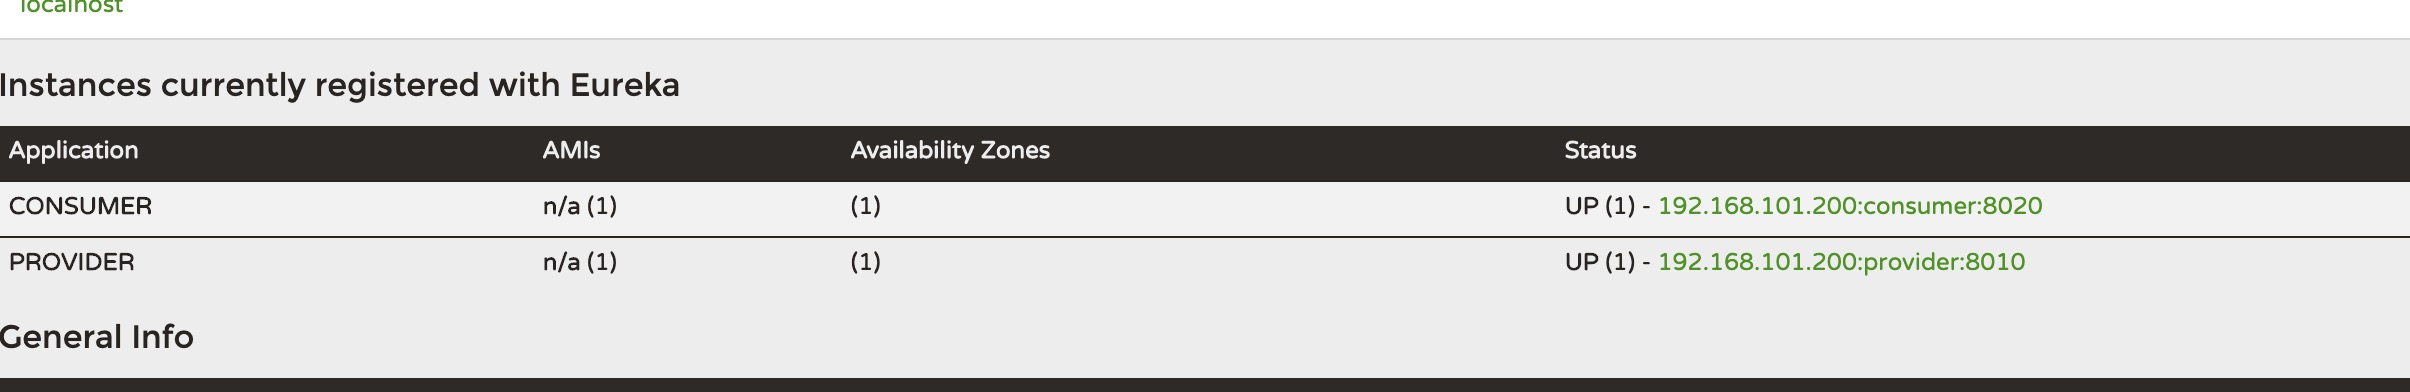 localhost
Instances currently registered with Eureka
Application AMIs Availability Zones Status
CONSUMER n/a (1) (1) UP (1) - 192.168.101.200:consumer:8020
PROVIDER n/a (1) (1) UP (1) - 192.168.101.200:provider:8010
General Info